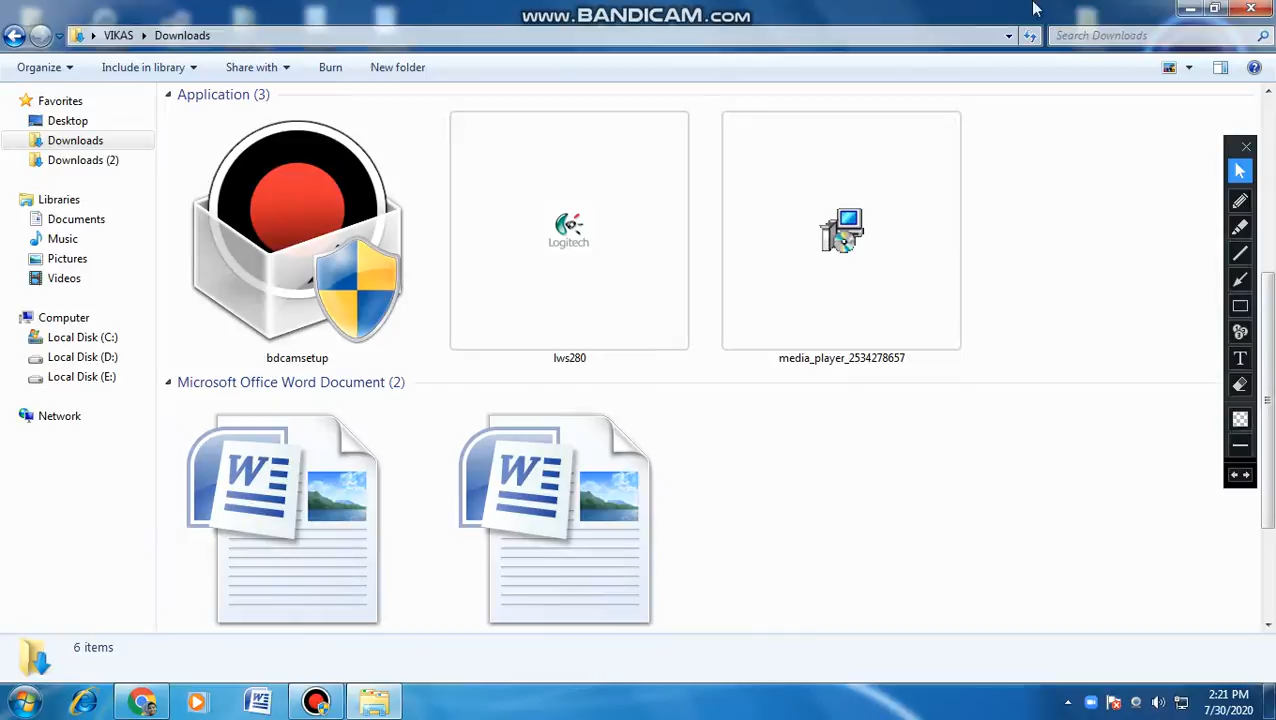 www.BANDICAM.com
VIKAS Downloads
Search Downloads
Organize Include in library Share with Burn New folder
Favorites
Desktop
Downloads
Downloads (2)
Libraries
Documents
Music
Pictures
Videos
Computer
Local Disk (C:)
Local Disk (D:)
Local Disk (E:)
Network
Application (3)
Logitech
bdcamsetup lws280 media_player_2534278657
Microsoft Office Word Document (2)
W W
T
6 items
W
2:21 PM
7/30/2020